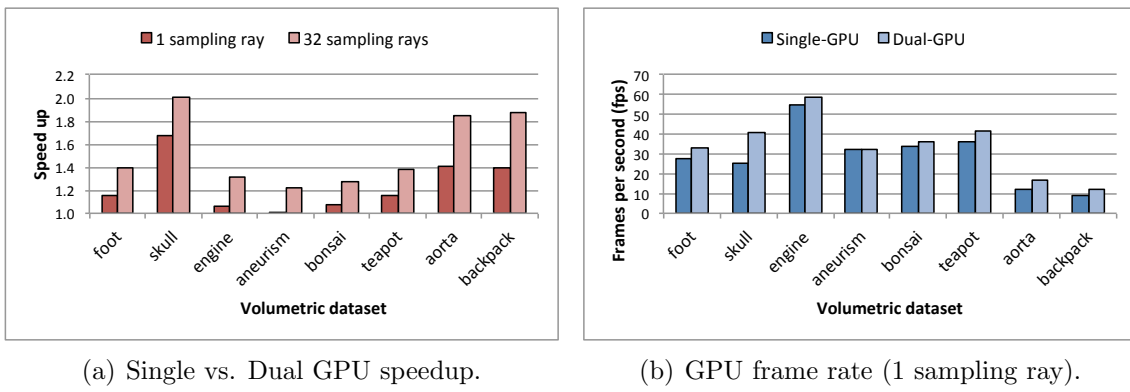 1 sampling ray 32 sampling rays
Speed up
2.2
2.0
1.8
1.6
1.4
1.2
1.0
foot
skull
engine
aneurism
bonsai
teapot
aorta
backpack
Volumetric dataset
(a) Single vs. Dual GPU speedup.
Single-GPU Dual-GPU
Frames per second (fps)
70
60
50
40
30
20
10
0
foot
skull
engine
aneurism
bonsai
teapot
aorta
backpack
Volumetric dataset
(b) GPU frame rate (1 sampling ray).